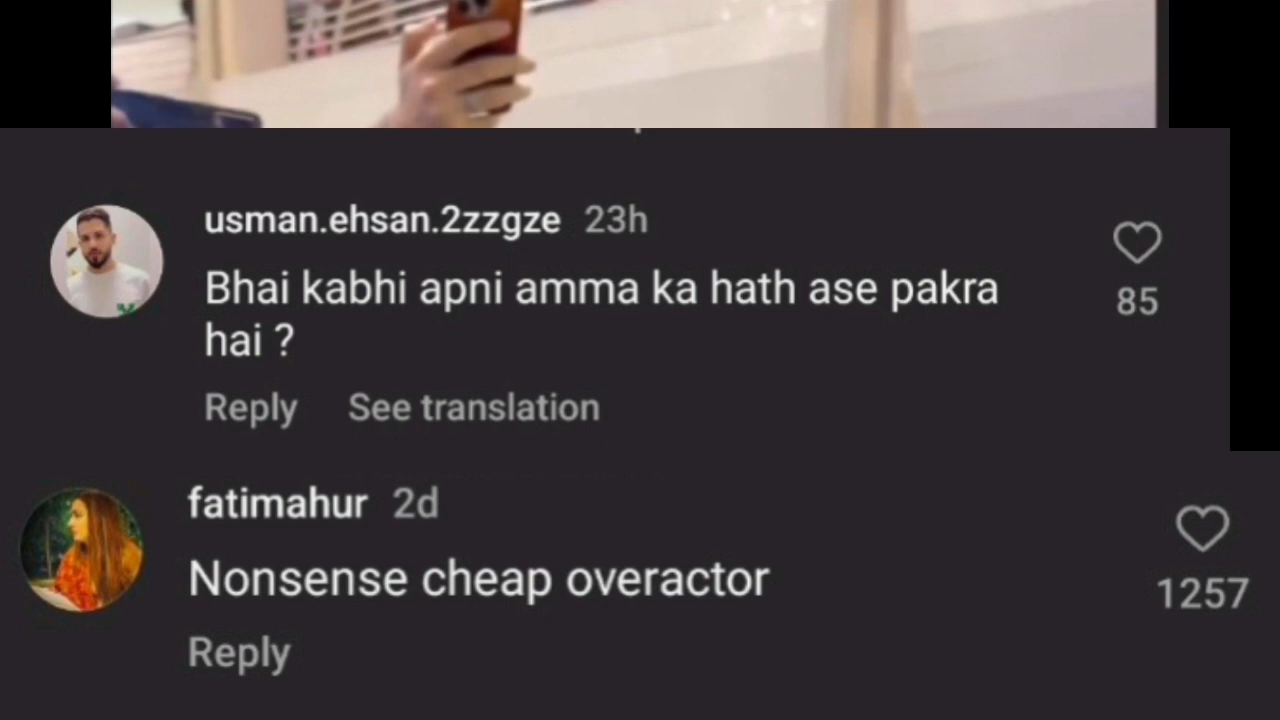 usman.ehsan.2zzgze 23h
Bhai kabhi apni amma ka hath ase pakra
hai ?
85
Reply See translation
fatimahur 2d
Nonsense cheap overactor
1257
Reply